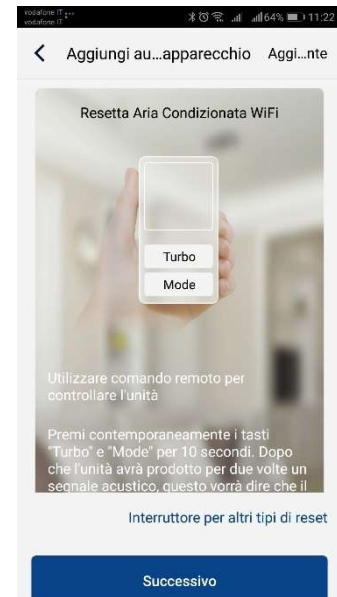 vodafone IT
vodafone IT
64% 11:22
Aggiungi au...apparecchio Aggi...nte
Resetta Aria Condizionata WiFi
Turbo
Mode
Utilizzare comando remoto per
controllare l'unità
Premi contemporaneamente i tasti
"Turbo" e "Mode" per 10 secondi. Dopo
che l'unità avrà prodotto per due volte un
segnale acustico, questo vorrà dire che il
Interruttore per altri tipi di reset
Successivo